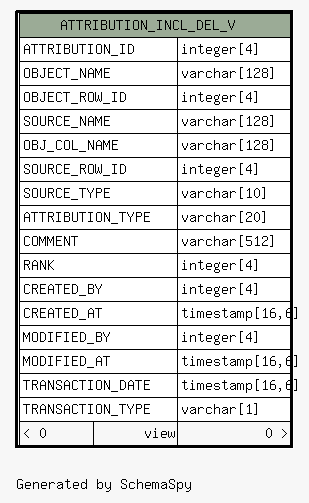 ATTRIBUTION_INCL_DEL_V
ATTRIBUTION_ID integer[4]
OBJECT_NAME varchar[128]
OBJECT_ROW_ID integer[4]
SOURCE_NAME varchar[128]
OBJ_COL_NAME varchar[128]
SOURCE_ROW_ID integer[4]
SOURCE_TYPE varchar[10]
ATTRIBUTION_TYPE varchar[20]
COMMENT varchar[512]
RANK integer[4]
CREATED_BY integer[4]
CREATED_AT timestamp[16,6]
MODIFIED_BY integer[4]
MODIFIED_AT timestamp[16,6]
TRANSACTION_DATE timestamp[16,6]
TRANSACTION_TYPE varchar[1]
< 0 view 0 >
Generated by SchemaSpy